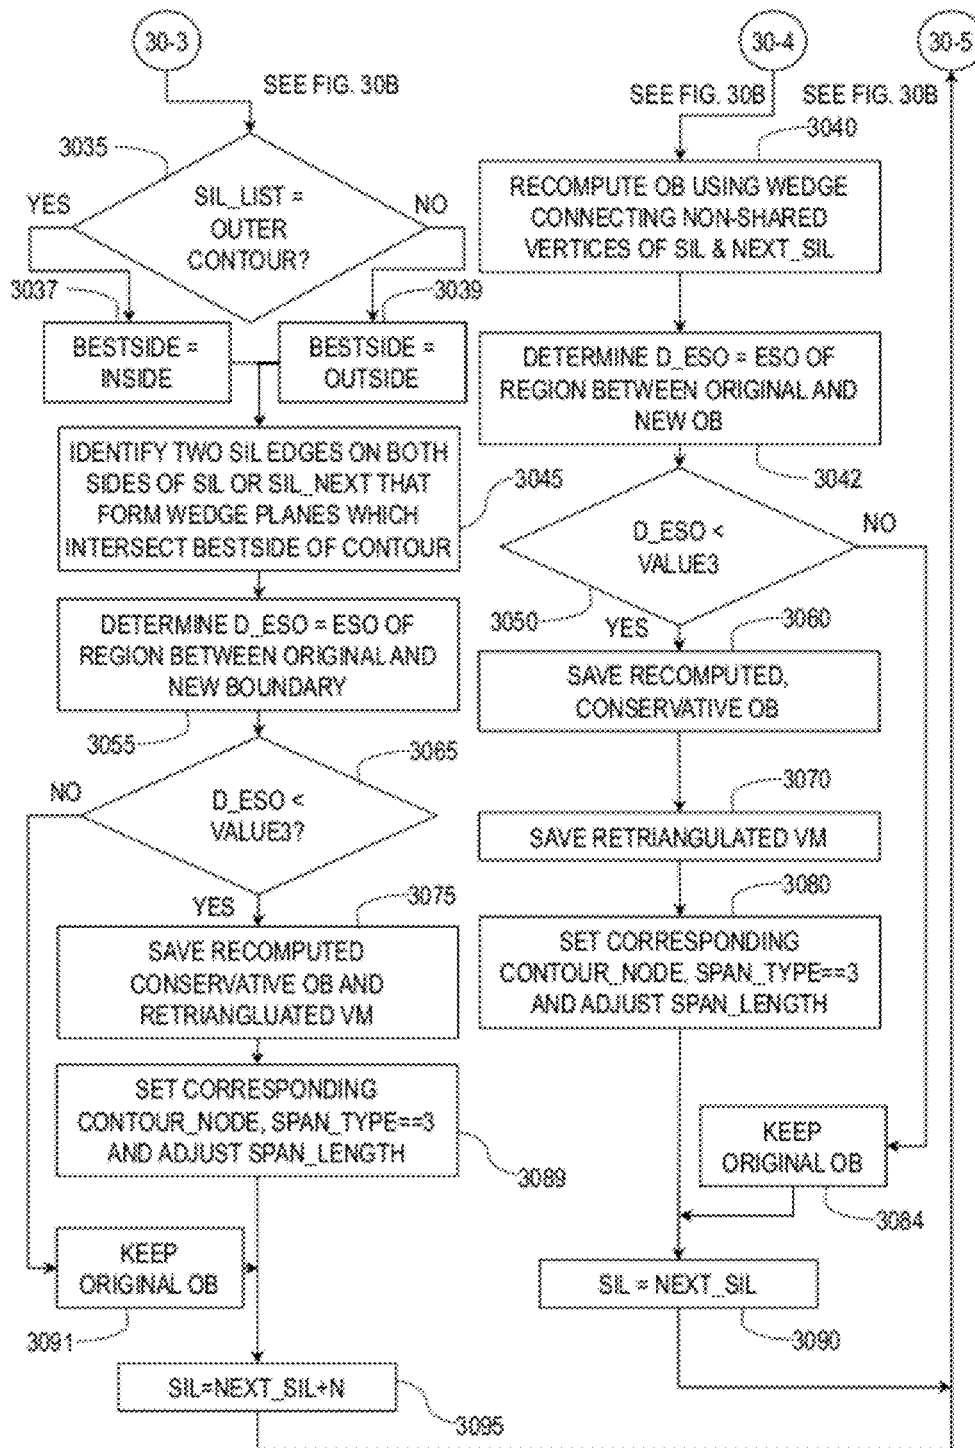 30-3
SEE FIG. 30B
3035
SIL_LIST =
OUTER
CONTOUR?
YES
NO
3037
BESTSIDE =
INSIDE
3039
BESTSIDE =
OUTSIDE
IDENTIFY TWO SIL EDGES ON BOTH
SIDES OF SIL OR SIL_NEXT THAT
FORM WEDGE PLANES WHICH
INTERSECT BESTSIDE OF CONTOUR
3045
DETERMINE D_ESO = ESO OF
REGION BETWEEN ORIGINAL AND
NEW BOUNDARY
3055
3065
D_ESO <
VALUE3?
NO
YES
3075
SAVE RECOMPUTED
CONSERVATIVE OB AND
RETRIANGLUATED VM
SET CORRESPONDING
CONTOUR_NODE, SPAN_TYPE==3
AND ADJUST SPAN_LENGTH
3089
KEEP
ORIGINAL OB
3091
SIL=NEXT_SIL+N
3095
30-4
SEE FIG. 30B
3040
RECOMPUTE OB USING WEDGE
CONNECTING NON-SHARED
VERTICES OF SIL & NEXT_SIL
DETERMINE D_ESO = ESO OF
REGION BETWEEN ORIGINAL AND
NEW OB
3042
D_ESO <
VALUE3
NO
3050
YES
3060
SAVE RECOMPUTED,
CONSERVATIVE OB
3070
SAVE RETRIANGULATED VM
3080
SET CORRESPONDING
CONTOUR_NODE, SPAN_TYPE==3
AND ADJUST SPAN_LENGTH
KEEP
ORIGINAL OB
3084
SIL = NEXT_SIL
3090
30-5
SEE FIG. 30B